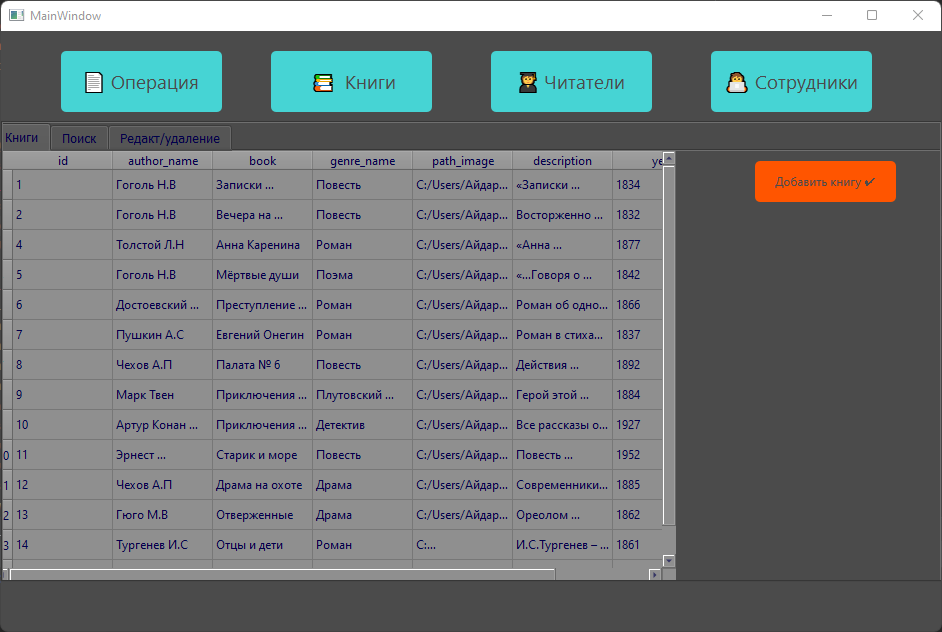 MainWindow
Операция Книги Читатели Сотрудники
Книги Поиск Редакт/удаление
id author_name book genre_name path_image description ye
Добавить книгу ✔
1 Гоголь Н.В Записки ... Повесть C:/Users/Айдар... «Записки ... 1834
2 Гоголь Н.В Вечера на ... Повесть C:/Users/Айдар... Восторженно ... 1832
4 Толстой Л.Н Анна Каренина Роман C:/Users/Айдар... «Анна ... 1877
5 Гоголь Н.В Мёртвые души Поэма C:/Users/Айдар... «...Говоря о ... 1842
6 Достоевский ... Преступление ... Роман C:/Users/Айдар... Роман об одно... 1866
7 Пушкин А.С Евгений Онегин Роман C:/Users/Айдар... Роман в стиха... 1837
8 Чехов А.П Палата № 6 Повесть C:/Users/Айдар... Действия ... 1892
9 Марк Твен Приключения ... Плутовский ... C:/Users/Айдар... Герой этой ... 1884
10 Артур Конан ... Приключения ... Детектив C:/Users/Айдар... Все рассказы о... 1927
0 11 Эрнест ... Старик и море Повесть C:/Users/Айдар... Повесть ... 1952
1 12 Чехов А.П Драма на охоте Драма C:/Users/Айдар... Современники... 1885
2 13 Гюго М.В Отверженные Драма C:/Users/Айдар... Ореолом ... 1862
3 14 Тургенев И.С Отцы и дети Роман C:... И.С.Тургенев – ... 1861